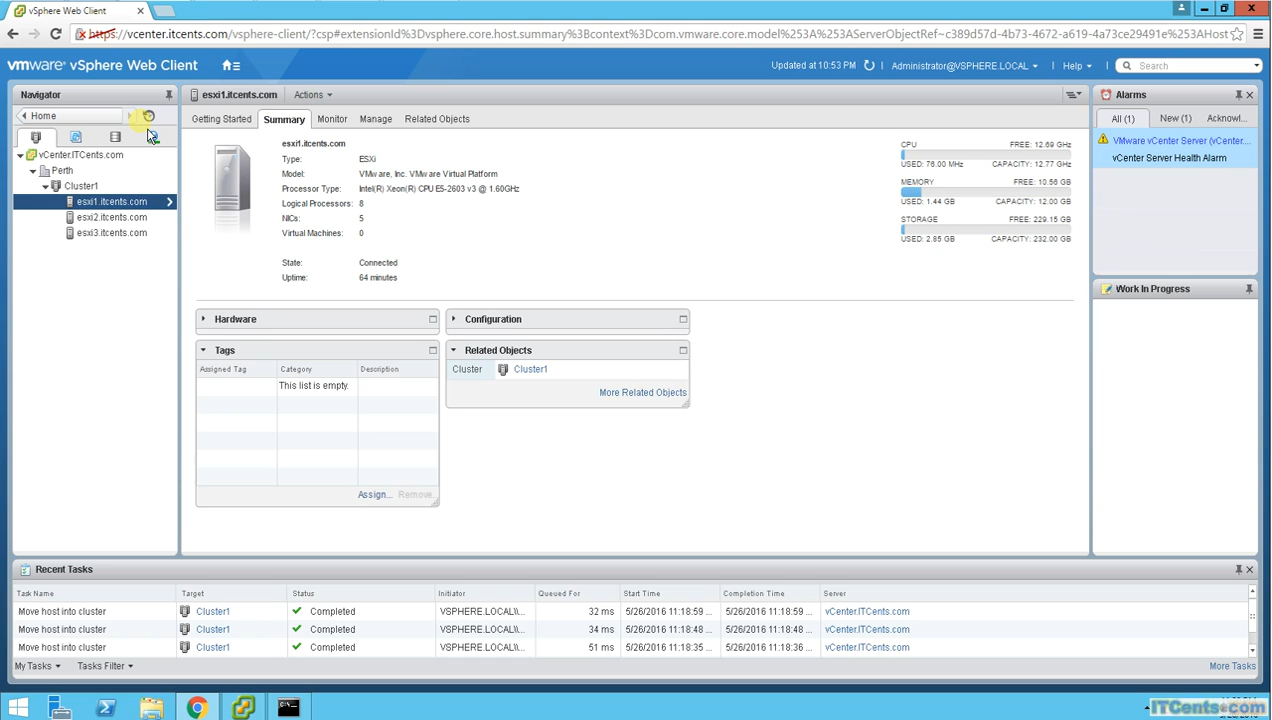 vSphere Web Client
https://vcenter.itcents.com/vsphere-client/?csp#extensionId%3Dvsphere.core.host.summary%3Bcontext%3Dcom.vmware.core.model%253A%253AServerObjectRef~c389d57d-4b73-4672-a619-4a73ce29491e%253AHost
vmware® vSphere Web Client
Updated at 10:53 PM
Administrator@VSPHERE.LOCAL
Help
Search
Navigator
Home
vCenter.ITCents.com
Perth
Cluster1
esxi1.itcents.com
esxi2.itcents.com
esxi3.itcents.com
esxi1.itcents.com Actions
Getting Started Summary Monitor Manage Related Objects
esxi1.itcents.com
Type: ESXi
Model: VMware, Inc. VMware Virtual Platform
Processor Type: Intel(R) Xeon(R) CPU E5-2603 v3 @ 1.60GHz
Logical Processors: 8
NICs: 5
Virtual Machines: 0
State: Connected
Uptime: 64 minutes
CPU FREE: 12.69 GHz
USED: 76.00 MHz CAPACITY: 12.77 GHz
MEMORY FREE: 10.56 GB
USED: 1.44 GB CAPACITY: 12.00 GB
STORAGE FREE: 229.15 GB
USED: 2.85 GB CAPACITY: 232.00 GB
Hardware
Configuration
Tags
Assigned Tag Category Description
This list is empty.
Assign... Remove...
Related Objects
Cluster Cluster1
More Related Objects
Alarms
All (1) New (1) Acknowl...
VMware vCenter Server (vCenter....
vCenter Server Health Alarm
Work In Progress
Recent Tasks
Task Name Target Status Initiator Queued For Start Time Completion Time Server
Move host into cluster Cluster1 Completed VSPHERE.LOCAL\\... 32 ms 5/26/2016 11:18:59 ... 5/26/2016 11:18:59 ... vCenter.ITCents.com
Move host into cluster Cluster1 Completed VSPHERE.LOCAL\\... 34 ms 5/26/2016 11:18:48 ... 5/26/2016 11:18:48 ... vCenter.ITCents.com
Move host into cluster Cluster1 Completed VSPHERE.LOCAL\\... 51 ms 5/26/2016 11:18:35 ... 5/26/2016 11:18:36 ... vCenter.ITCents.com
My Tasks Tasks Filter More Tasks
ITCents.com